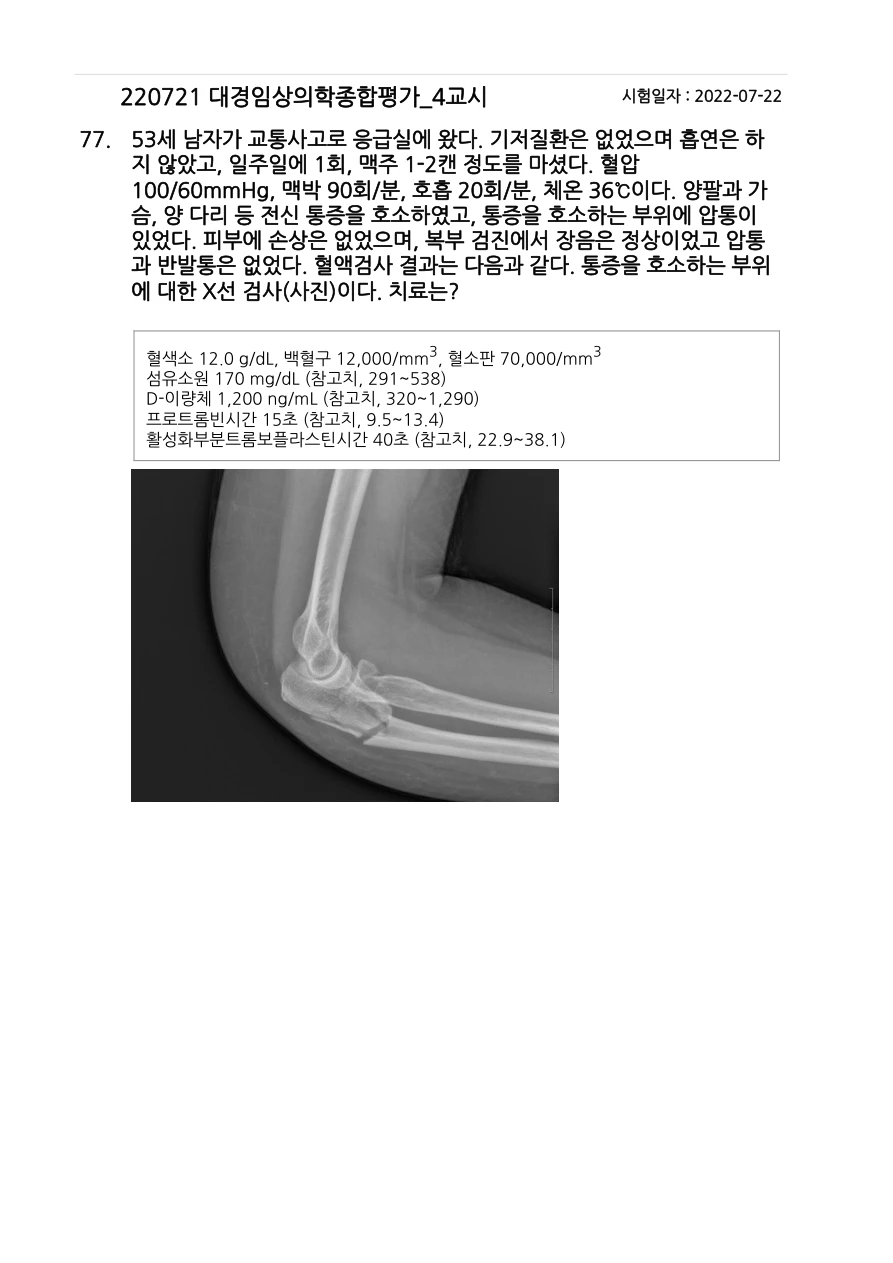 220721 대경임상의학종합평가_4교시
시험일자 : 2022-07-22
77. 53세 남자가 교통사고로 응급실에 왔다. 기저질환은 없었으며 흡연은 하
지 않았고, 일주일에 1회, 맥주 1-2캔 정도를 마셨다. 혈압
100/60mmHg, 맥박 90회/분, 호흡 20회/분, 체온 36℃이다. 양팔과 가
슴, 양 다리 등 전신 통증을 호소하였고, 통증을 호소하는 부위에 압통이
있었다. 피부에 손상은 없었으며, 복부 검진에서 장음은 정상이었고 압통
과 반발통은 없었다. 혈액검사 결과는 다음과 같다. 통증을 호소하는 부위
에 대한 X선 검사(사진)이다. 치료는?
혈색소 12.0 g/dL, 백혈구 12,000/mm³, 혈소판 70,000/mm³
섬유소원 170 mg/dL (참고치, 291~538)
D-이량체 1,200 ng/mL (참고치, 320~1,290)
프로트롬빈시간 15초 (참고치, 9.5~13.4)
활성화부분트롬보플라스틴시간 40초 (참고치, 22.9~38.1)